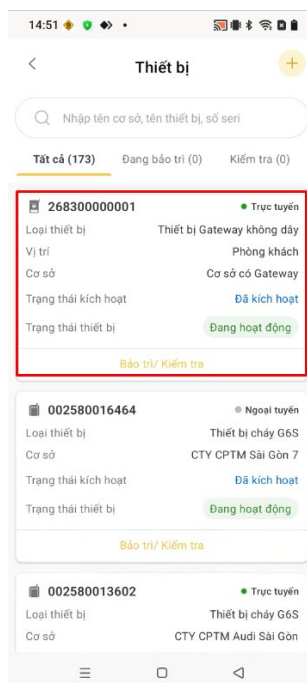 14:51
Thiết bị
Nhập tên cơ sở, tên thiết bị, số seri
Tất cả (173) Đang bảo trì (0) Kiểm tra (0)
268300000001 Trực tuyến
Loại thiết bị Thiết bị Gateway không dây
Vị trí Phòng khách
Cơ sở Cơ sở có Gateway
Trạng thái kích hoạt Đã kích hoạt
Trạng thái thiết bị Đang hoạt động
Bảo trì/ Kiểm tra
002580016464 Ngoại tuyến
Loại thiết bị Thiết bị cháy G6S
Cơ sở CTY CPTM Sài Gòn 7
Trạng thái kích hoạt Đã kích hoạt
Trạng thái thiết bị Đang hoạt động
Bảo trì/ Kiểm tra
002580013602 Trực tuyến
Loại thiết bị Thiết bị cháy G6S
Cơ sở CTY CPTM Audi Sài Gòn